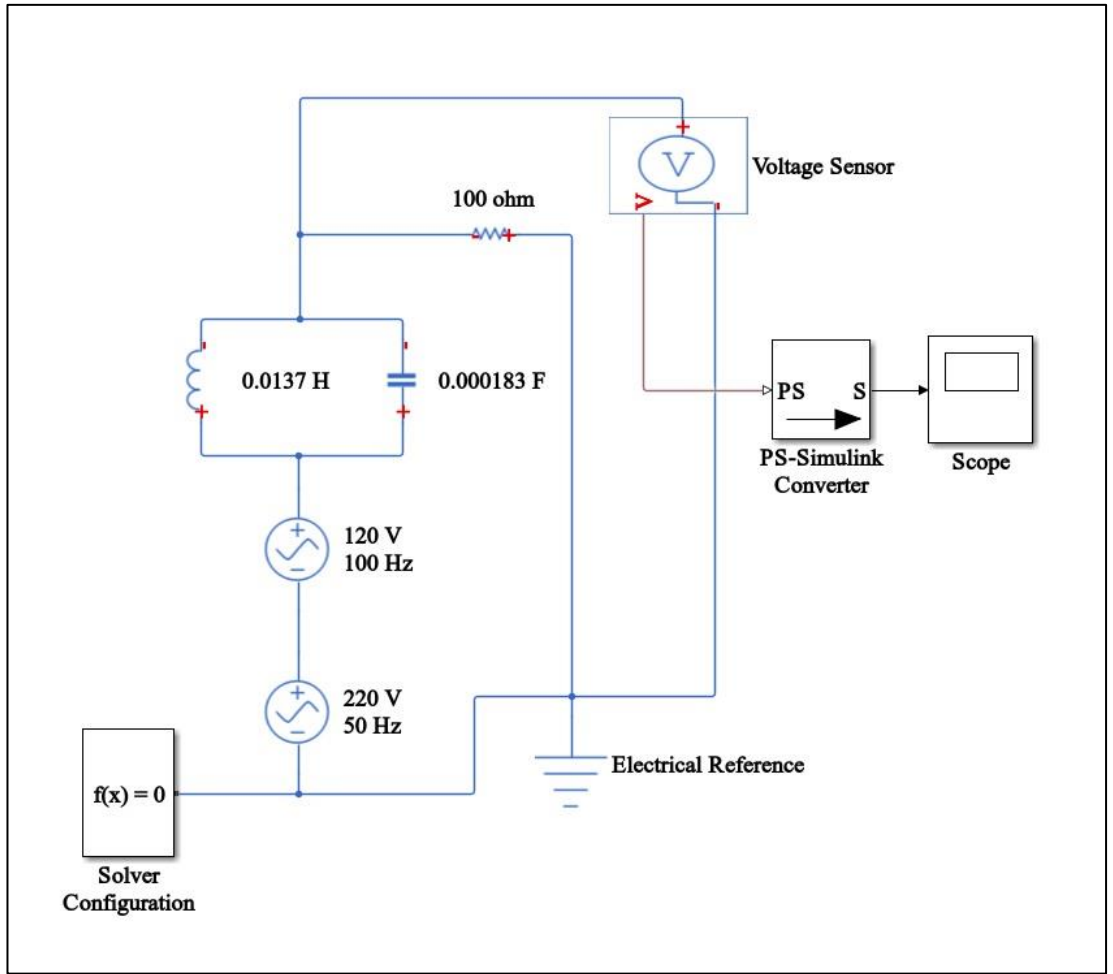 +
V
Voltage Sensor
V
-
100 ohm
- +
- -
0.0137 H
0.000183 F
+ +
PS S
PS-Simulink
Converter
Scope
+
120 V
100 Hz
−
+
220 V
50 Hz
−
Electrical Reference
f(x) = 0
Solver
Configuration